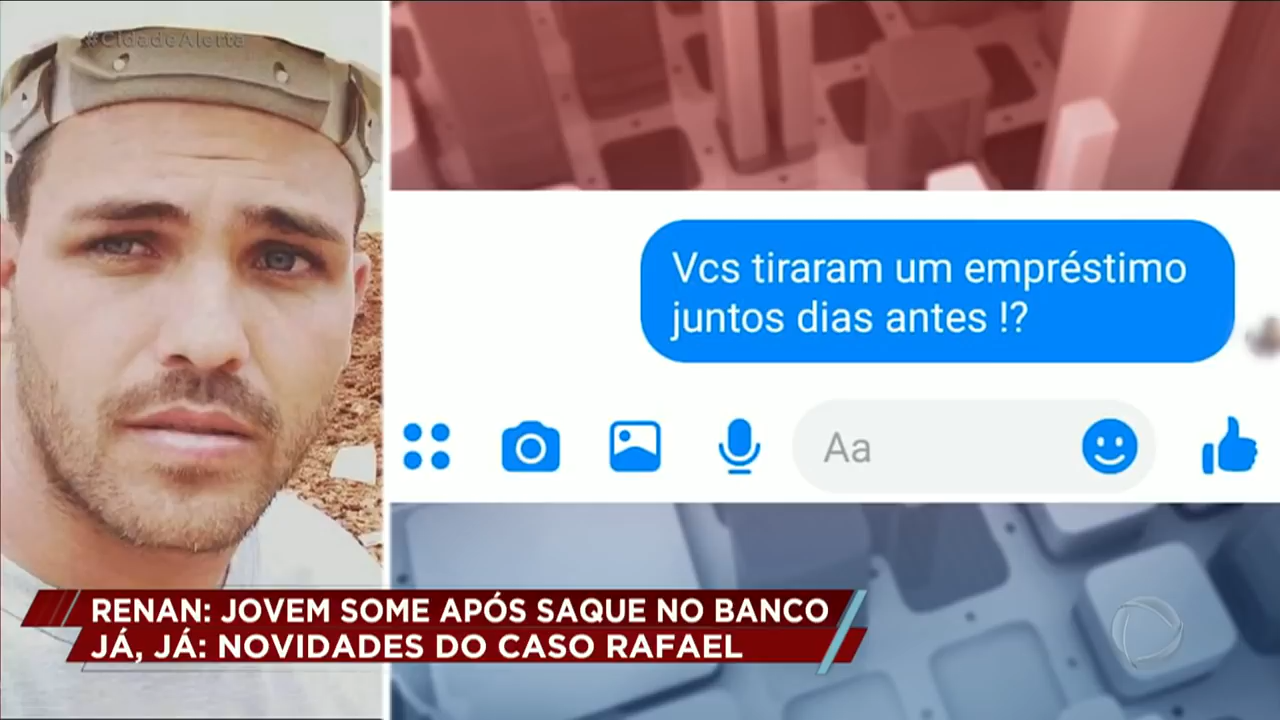 #CidadeAlerta
Vcs tiraram um empréstimo
juntos dias antes !?
Aa
RENAN: JOVEM SOME APÓS SAQUE NO BANCO
JÁ, JÁ: NOVIDADES DO CASO RAFAEL